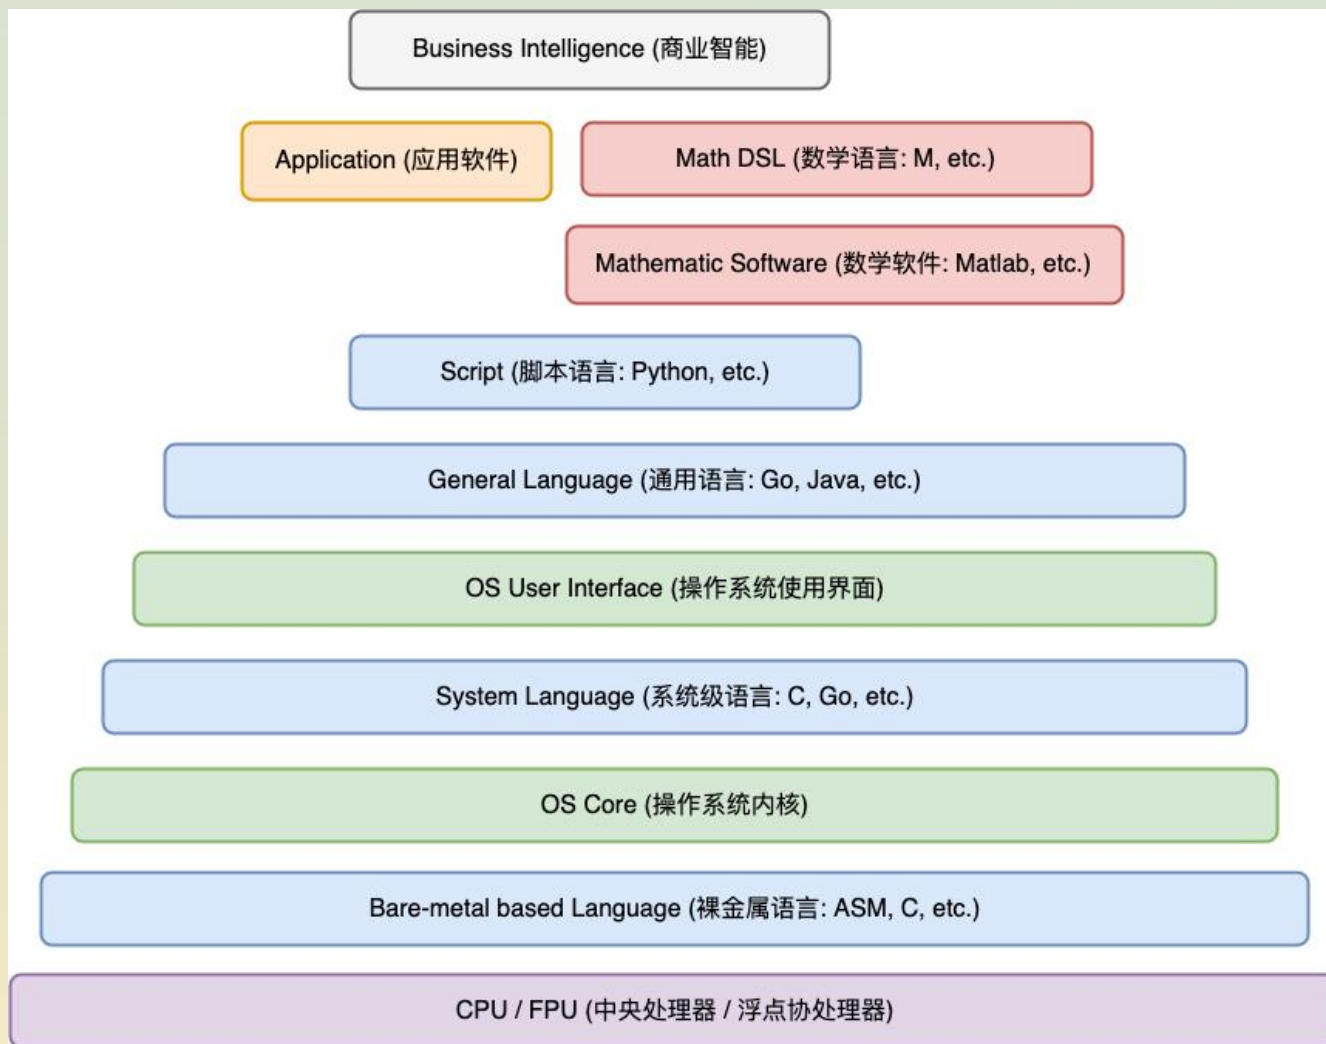 Business Intelligence (商业智能)
Application (应用软件)
Math DSL (数学语言: M, etc.)
Mathematic Software (数学软件: Matlab, etc.)
Script (脚本语言: Python, etc.)
General Language (通用语言: Go, Java, etc.)
OS User Interface (操作系统使用界面)
System Language (系统级语言: C, Go, etc.)
OS Core (操作系统内核)
Bare-metal based Language (裸金属语言: ASM, C, etc.)
CPU / FPU (中央处理器 / 浮点协处理器)